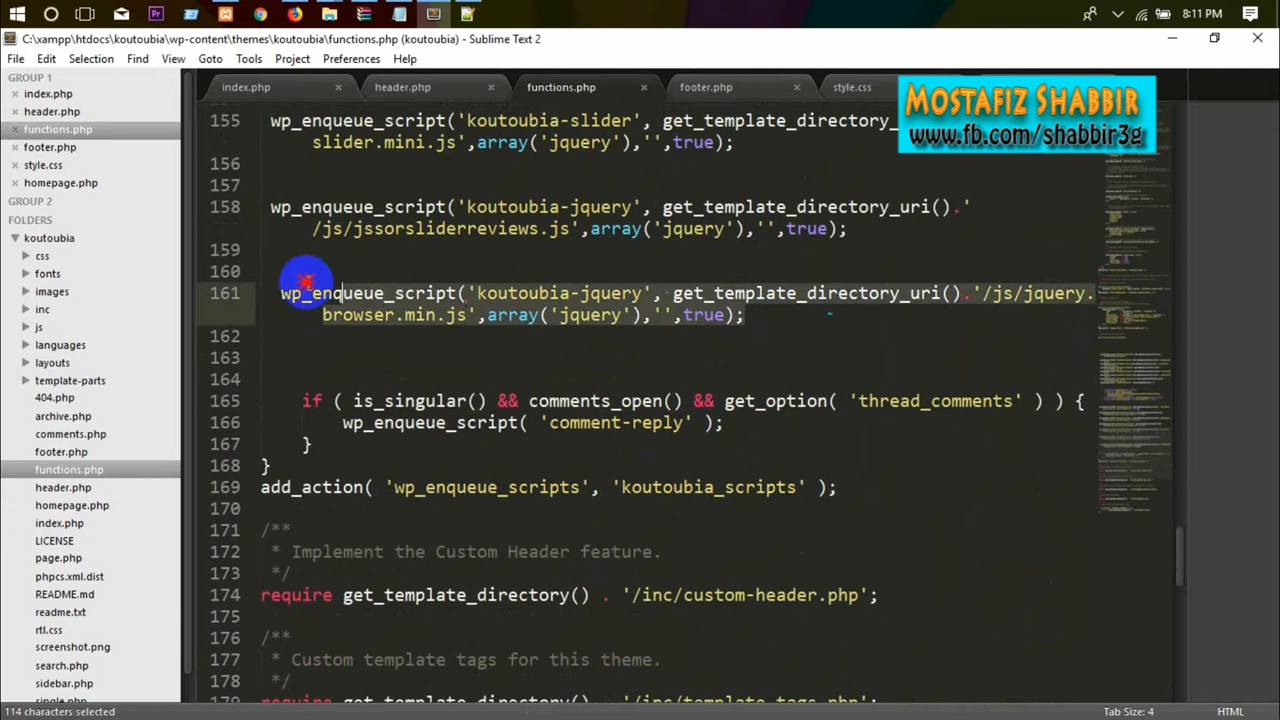 8:11 PM
C:\xampp\htdocs\koutoubia\wp-content\themes\koutoubia\functions.php (koutoubia) - Sublime Text 2
File Edit Selection Find View Goto Tools Project Preferences Help
GROUP 1
index.php
header.php
functions.php
footer.php
style.css
homepage.php
GROUP 2
FOLDERS
koutoubia
css
fonts
images
inc
js
languages
layouts
template-parts
404.php
archive.php
comments.php
footer.php
functions.php
header.php
homepage.php
index.php
LICENSE
page.php
phpcs.xml.dist
README.md
readme.txt
rtl.css
screenshot.png
search.php
sidebar.php
single.php
index.php header.php functions.php footer.php style.css
MOSTAFIZ SHABBIR
www.fb.com/shabbir3g
155 wp_enqueue_script('koutoubia-slider', get_template_directory_
slider.mini.js',array('jquery'),'',true);
156
157
158 wp_enqueue_script('koutoubia-jquery', get_template_directory_uri().'
/js/jssorsliderreviews.js',array('jquery'),'',true);
159
160
161 wp_enqueue_script('koutoubia-jquery', get_template_directory_uri().'/js/jquery.
browser.min.js',array('jquery'),'',true);
162
163
164
165 if ( is_singular() && comments_open() && get_option( 'thread_comments' ) ) {
166 wp_enqueue_script( 'comment-reply' );
167 }
168 }
169 add_action( 'wp_enqueue_scripts', 'koutoubia_scripts' );
170
171 /**
172 * Implement the Custom Header feature.
173 */
174 require get_template_directory() . '/inc/custom-header.php';
175
176 /**
177 * Custom template tags for this theme.
178 */
179 require get_template_directory() . '/inc/template-tags.php';
114 characters selected
Tab Size: 4 HTML